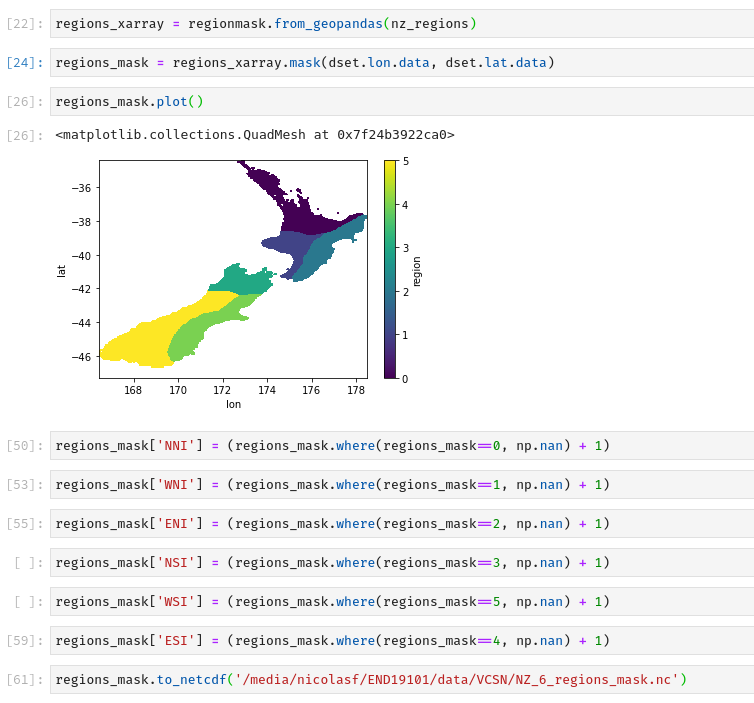 [22]: regions_xarray = regionmask.from_geopandas(nz_regions)
[24]: regions_mask = regions_xarray.mask(dset.lon.data, dset.lat.data)
[26]: regions_mask.plot()
[26]: <matplotlib.collections.QuadMesh at 0x7f24b3922ca0>
−36
−38
−40
−42
−44
−46
lat
168 170 172 174 176 178
lon
5
4
3
2
1
0
region
[50]: regions_mask['NNI'] = (regions_mask.where(regions_mask==0, np.nan) + 1)
[53]: regions_mask['WNI'] = (regions_mask.where(regions_mask==1, np.nan) + 1)
[55]: regions_mask['ENI'] = (regions_mask.where(regions_mask==2, np.nan) + 1)
[ ]: regions_mask['NSI'] = (regions_mask.where(regions_mask==3, np.nan) + 1)
[ ]: regions_mask['WSI'] = (regions_mask.where(regions_mask==5, np.nan) + 1)
[59]: regions_mask['ESI'] = (regions_mask.where(regions_mask==4, np.nan) + 1)
[61]: regions_mask.to_netcdf('/media/nicolasf/END19101/data/VCSN/NZ_6_regions_mask.nc')